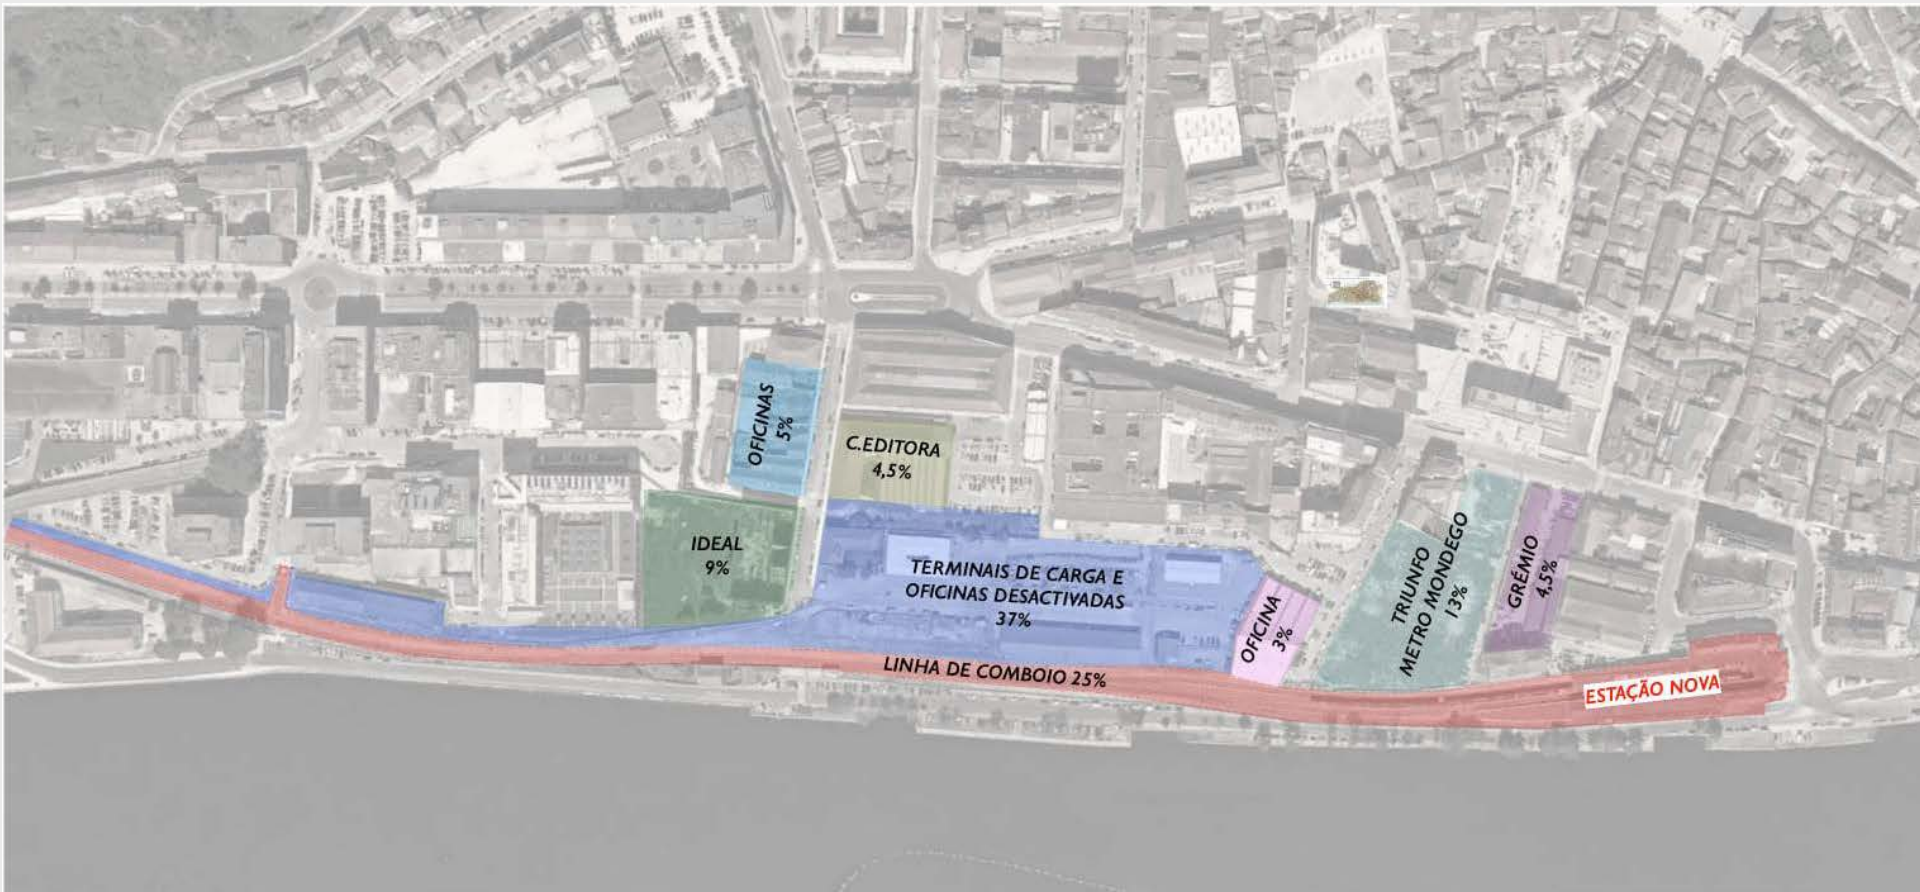 OFICINAS
5%
C.EDITORA
4,5%
IDEAL
9%
TERMINAIS DE CARGA E
OFICINAS DESACTIVADAS
37%
OFICINA
3%
TRIUNFO
METRO MONDEGO
13%
GRÉMIO
4,5%
LINHA DE COMBOIO 25%
ESTAÇÃO NOVA